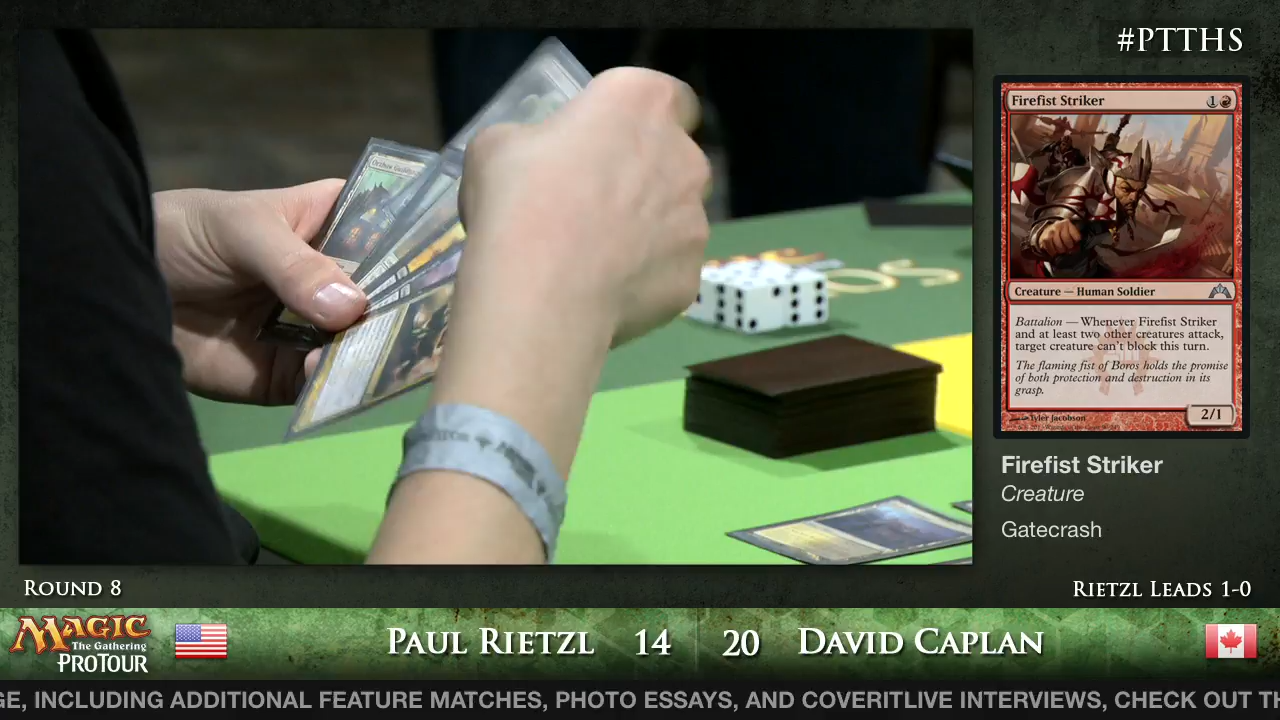 #PTTHS
Firefist Striker
1
Creature — Human Soldier
Battalion — Whenever Firefist Striker
and at least two other creatures attack,
target creature can't block this turn.
The flaming fist of Boros holds the promise
of both protection and destruction in its
grasp.
Tyler Jacobson
2/1
Firefist Striker
Creature
Gatecrash
Round 8
Rietzl Leads 1-0
Magic
The Gathering
ProTour
Paul Rietzl 14 20 David Caplan
GE, INCLUDING ADDITIONAL FEATURE MATCHES, PHOTO ESSAYS, AND COVERITLIVE INTERVIEWS, CHECK OUT TH